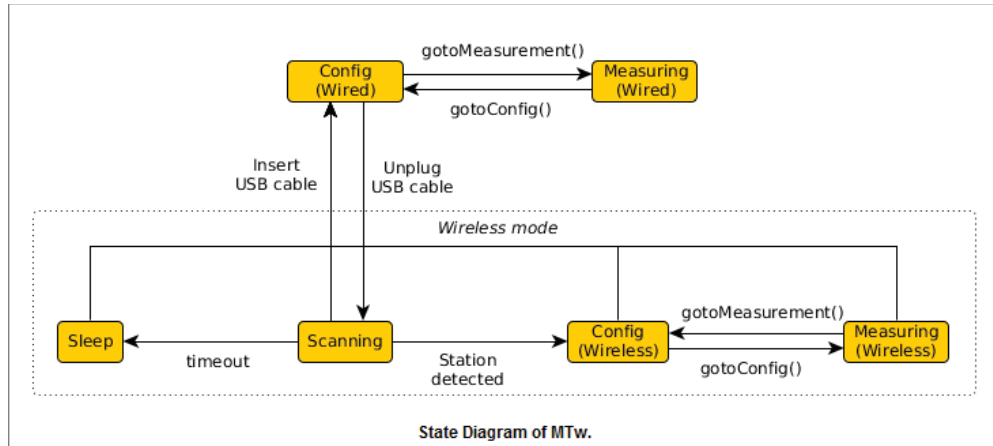 gotoMeasurement()
Config
(Wired)
Measuring
(Wired)
gotoConfig()
Insert
USB cable
Unplug
USB cable
Wireless mode
Sleep
timeout
Scanning
Station
detected
Config
(Wireless)
gotoMeasurement()
gotoConfig()
Measuring
(Wireless)
State Diagram of MTw.